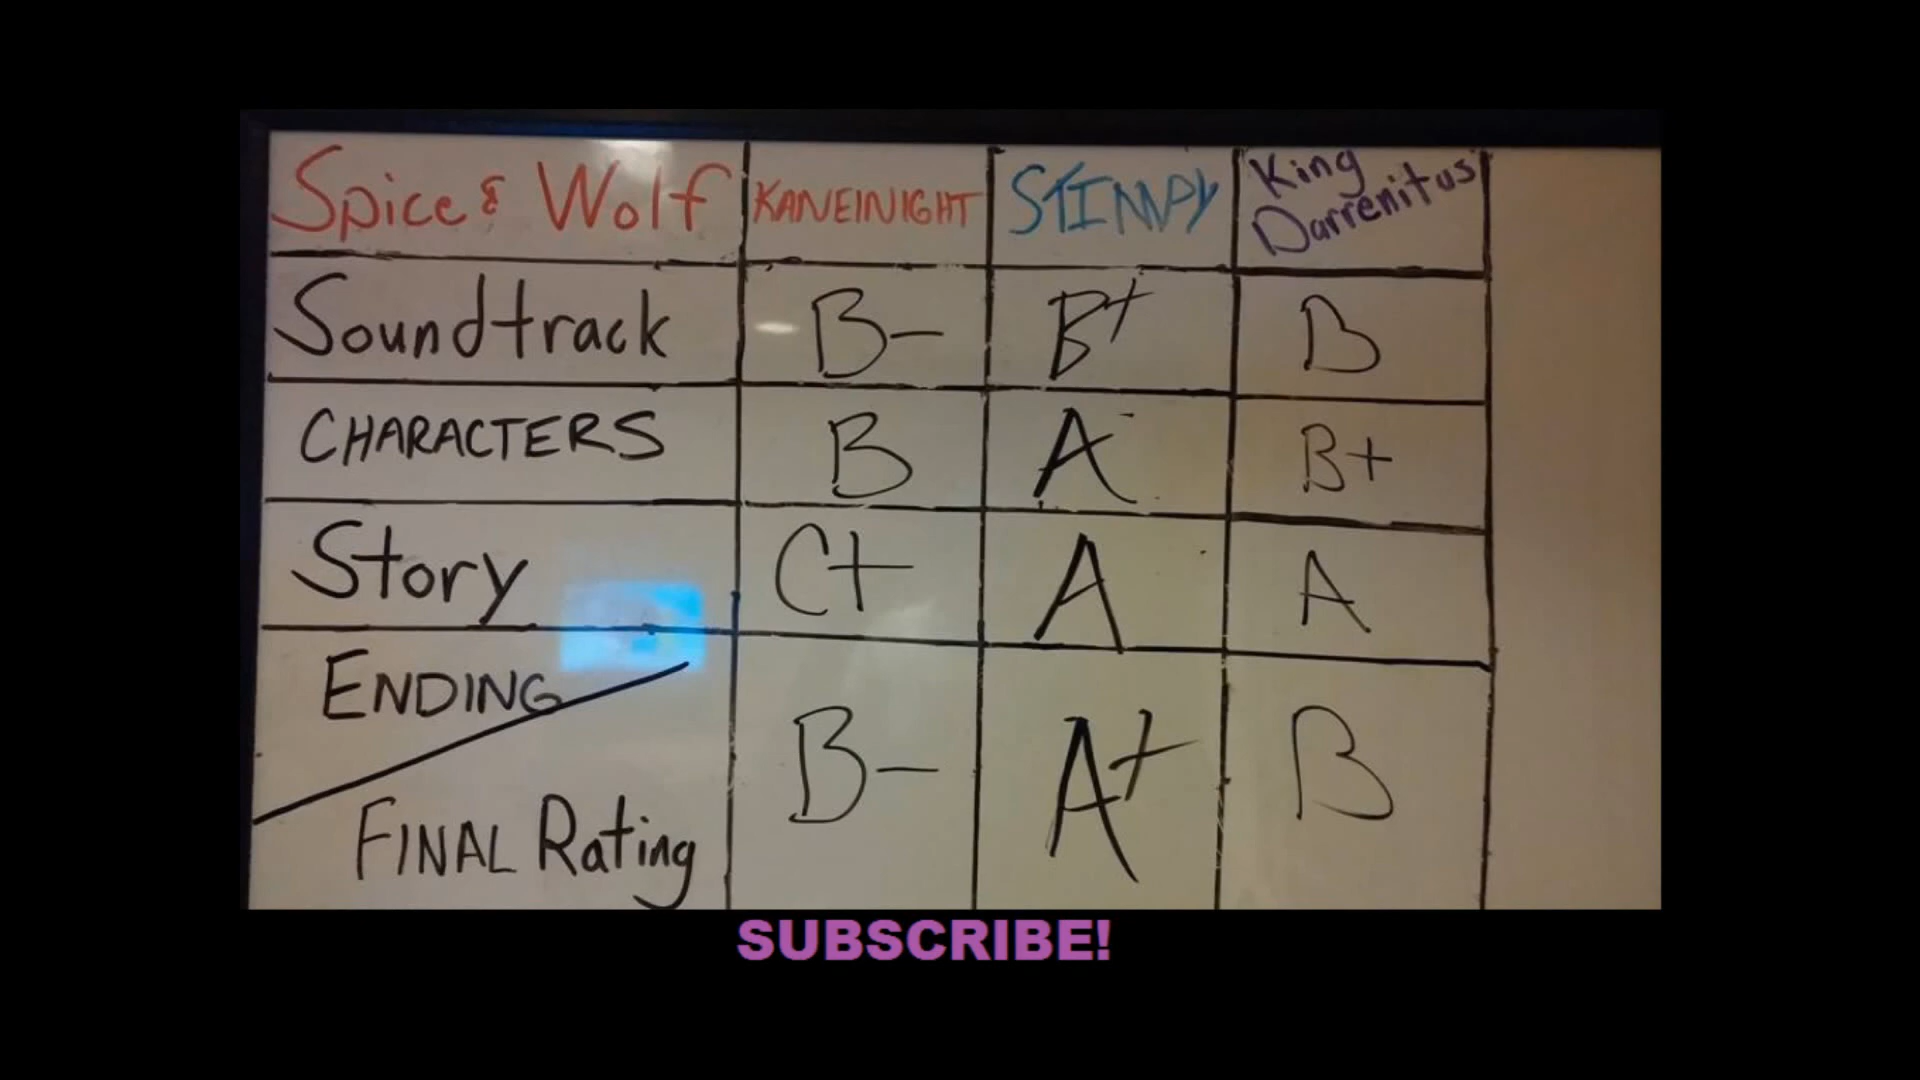 Spice & Wolf KANEINIGHT STIMPY King Darrenitus
Soundtrack B- B+ B
CHARACTERS B A- B+
Story C+ A A
ENDING
FINAL Rating B- A+ B
SUBSCRIBE!